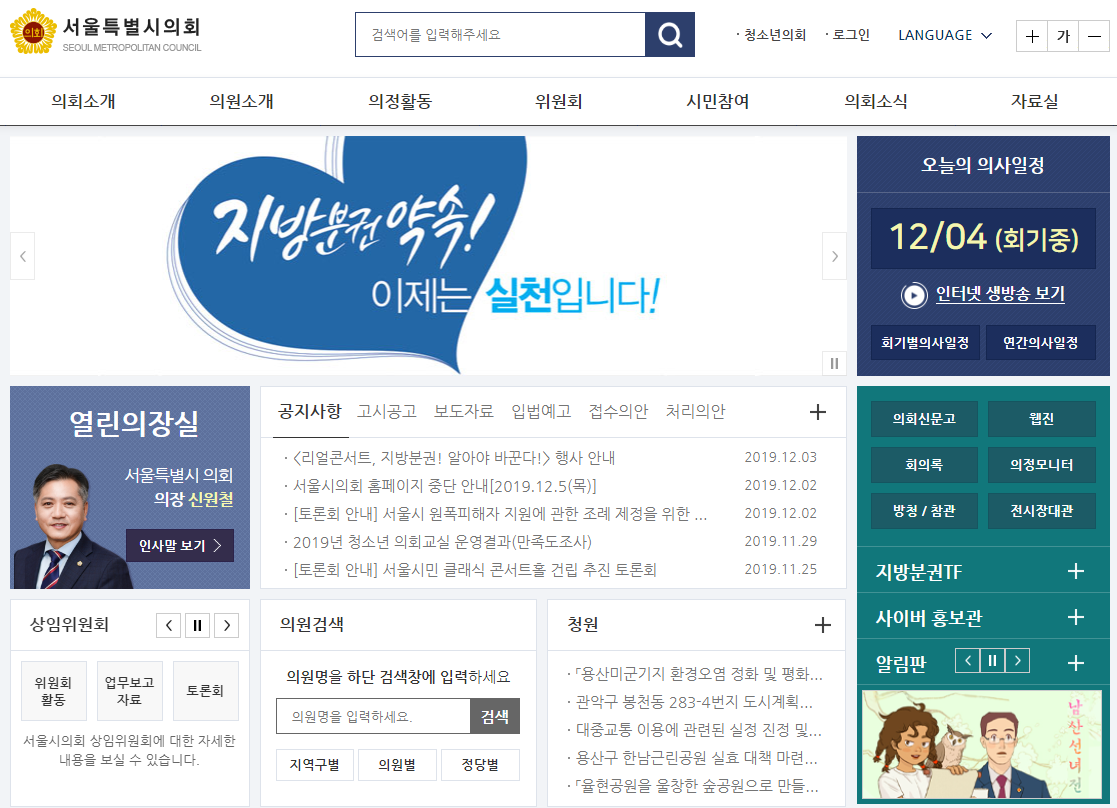 의회
서울특별시의회
SEOUL METROPOLITAN COUNCIL
검색어를 입력해주세요
· 청소년의회 · 로그인 LANGUAGE
가
의회소개 의원소개 의정활동 위원회 시민참여 의회소식 자료실
지방분권 약속!
이제는 실천입니다!
오늘의 의사일정
12/04 (회기중)
인터넷 생방송 보기
회기별의사일정 연간의사일정
열린의장실
서울특별시 의회
의장 신원철
인사말 보기
공지사항 고시공고 보도자료 입법예고 접수의안 처리의안
· <리얼콘서트, 지방분권! 알아야 바꾼다!> 행사 안내 2019.12.03
· 서울시의회 홈페이지 중단 안내[2019.12.5(목)] 2019.12.02
· [토론회 안내] 서울시 원폭피해자 지원에 관한 조례 제정을 위한 ... 2019.12.02
· 2019년 청소년 의회교실 운영결과(만족도조사) 2019.11.29
· [토론회 안내] 서울시민 클래식 콘서트홀 건립 추진 토론회 2019.11.25
의회신문고 웹진
회의록 의정모니터
방청 / 참관 전시장대관
지방분권TF
사이버 홍보관
알림판
남산선녀전
상임위원회
위원회
활동
업무보고
자료
토론회
서울시의회 상임위원회에 대한 자세한
내용을 보실 수 있습니다.
의원검색
의원명을 하단 검색창에 입력하세요
의원명을 입력하세요. 검색
지역구별 의원별 정당별
청원
· 「용산미군기지 환경오염 정화 및 평화...
· 관악구 봉천동 283-4번지 도시계획...
· 대중교통 이용에 관련된 실정 진정 및...
· 용산구 한남근린공원 실효 대책 마련...
· 「율현공원을 울창한 숲공원으로 만들...